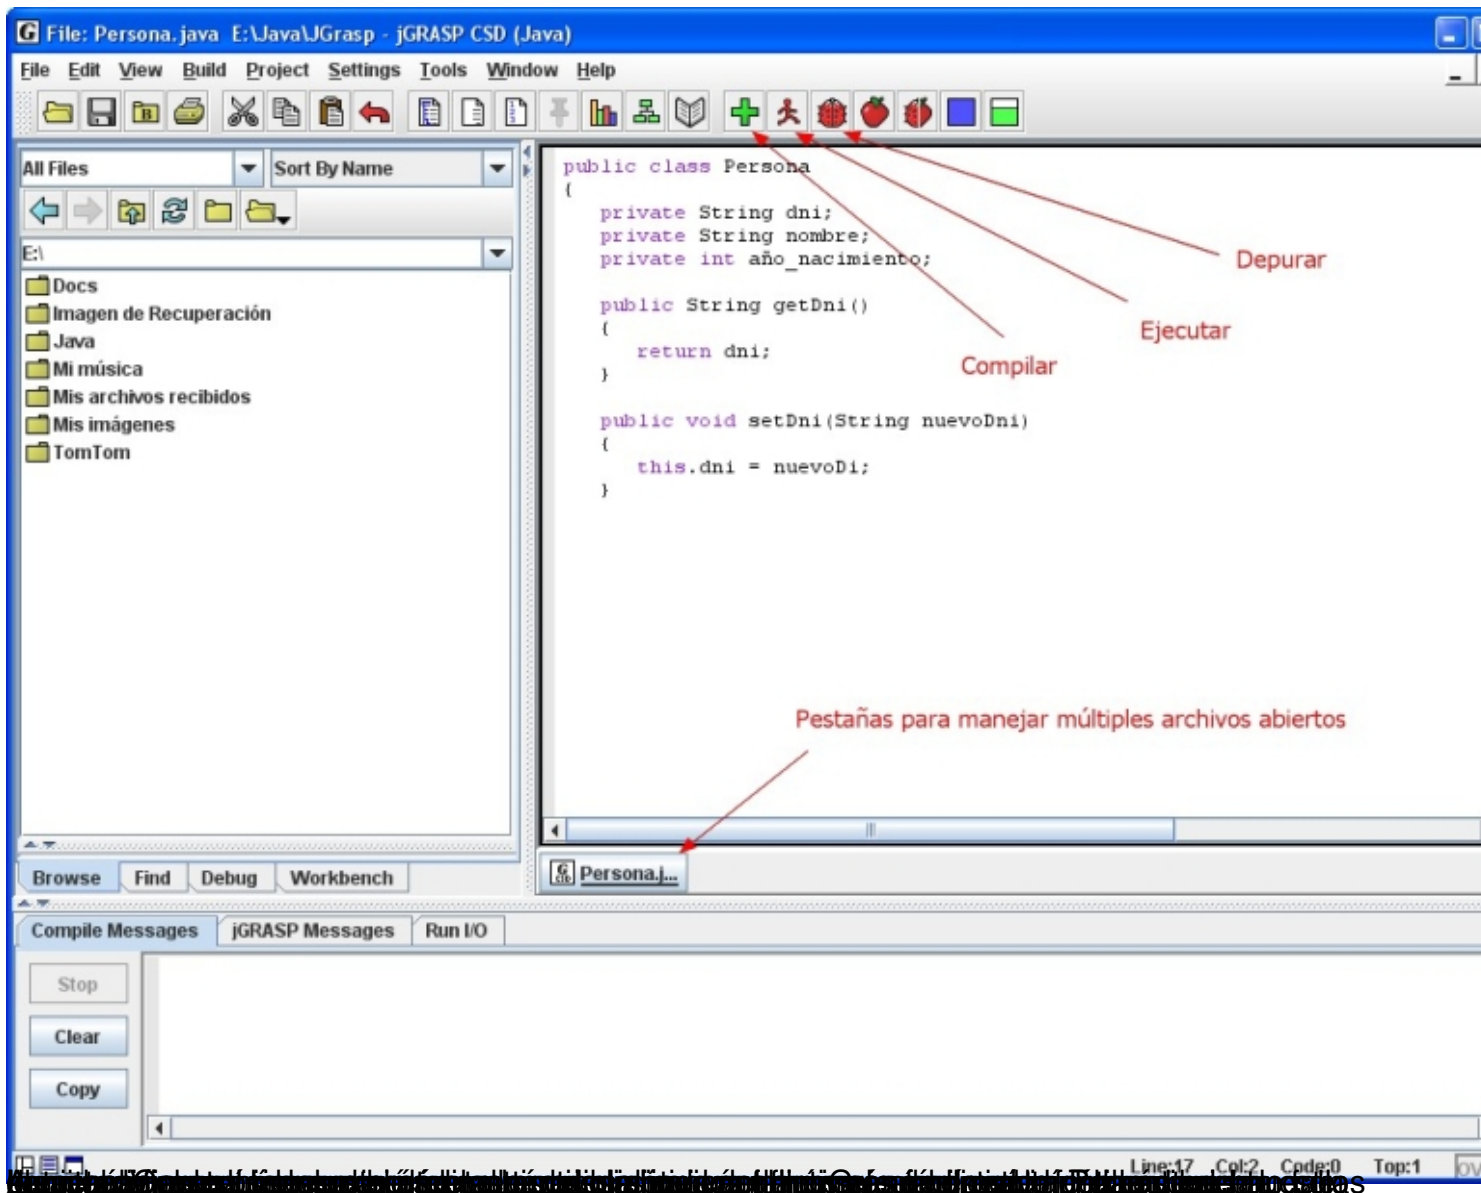 File: Persona.java  E:\Java\JGrasp - jGRASP CSD (Java)
File Edit View Build Project Settings Tools Window Help
All Files Sort By Name
E:\
Docs
Imagen de Recuperación
Java
Mi música
Mis archivos recibidos
Mis imágenes
TomTom
Browse Find Debug Workbench
public class Persona
{
private String dni;
private String nombre;
private int año_nacimiento;
public String getDni()
{
return dni;
}
public void setDni(String nuevoDni)
{
this.dni = nuevoDi;
}
Depurar
Ejecutar
Compilar
Pestañas para manejar múltiples archivos abiertos
Persona.j...
Compile Messages jGRASP Messages Run I/O
Stop
Clear
Copy
Line:17 Col:2 Code:0 Top:1